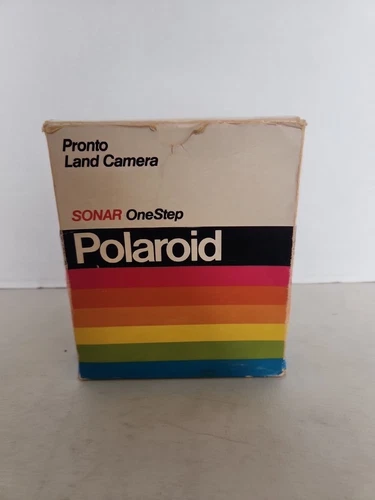 Pronto
Land Camera
SONAR OneStep
Polaroid